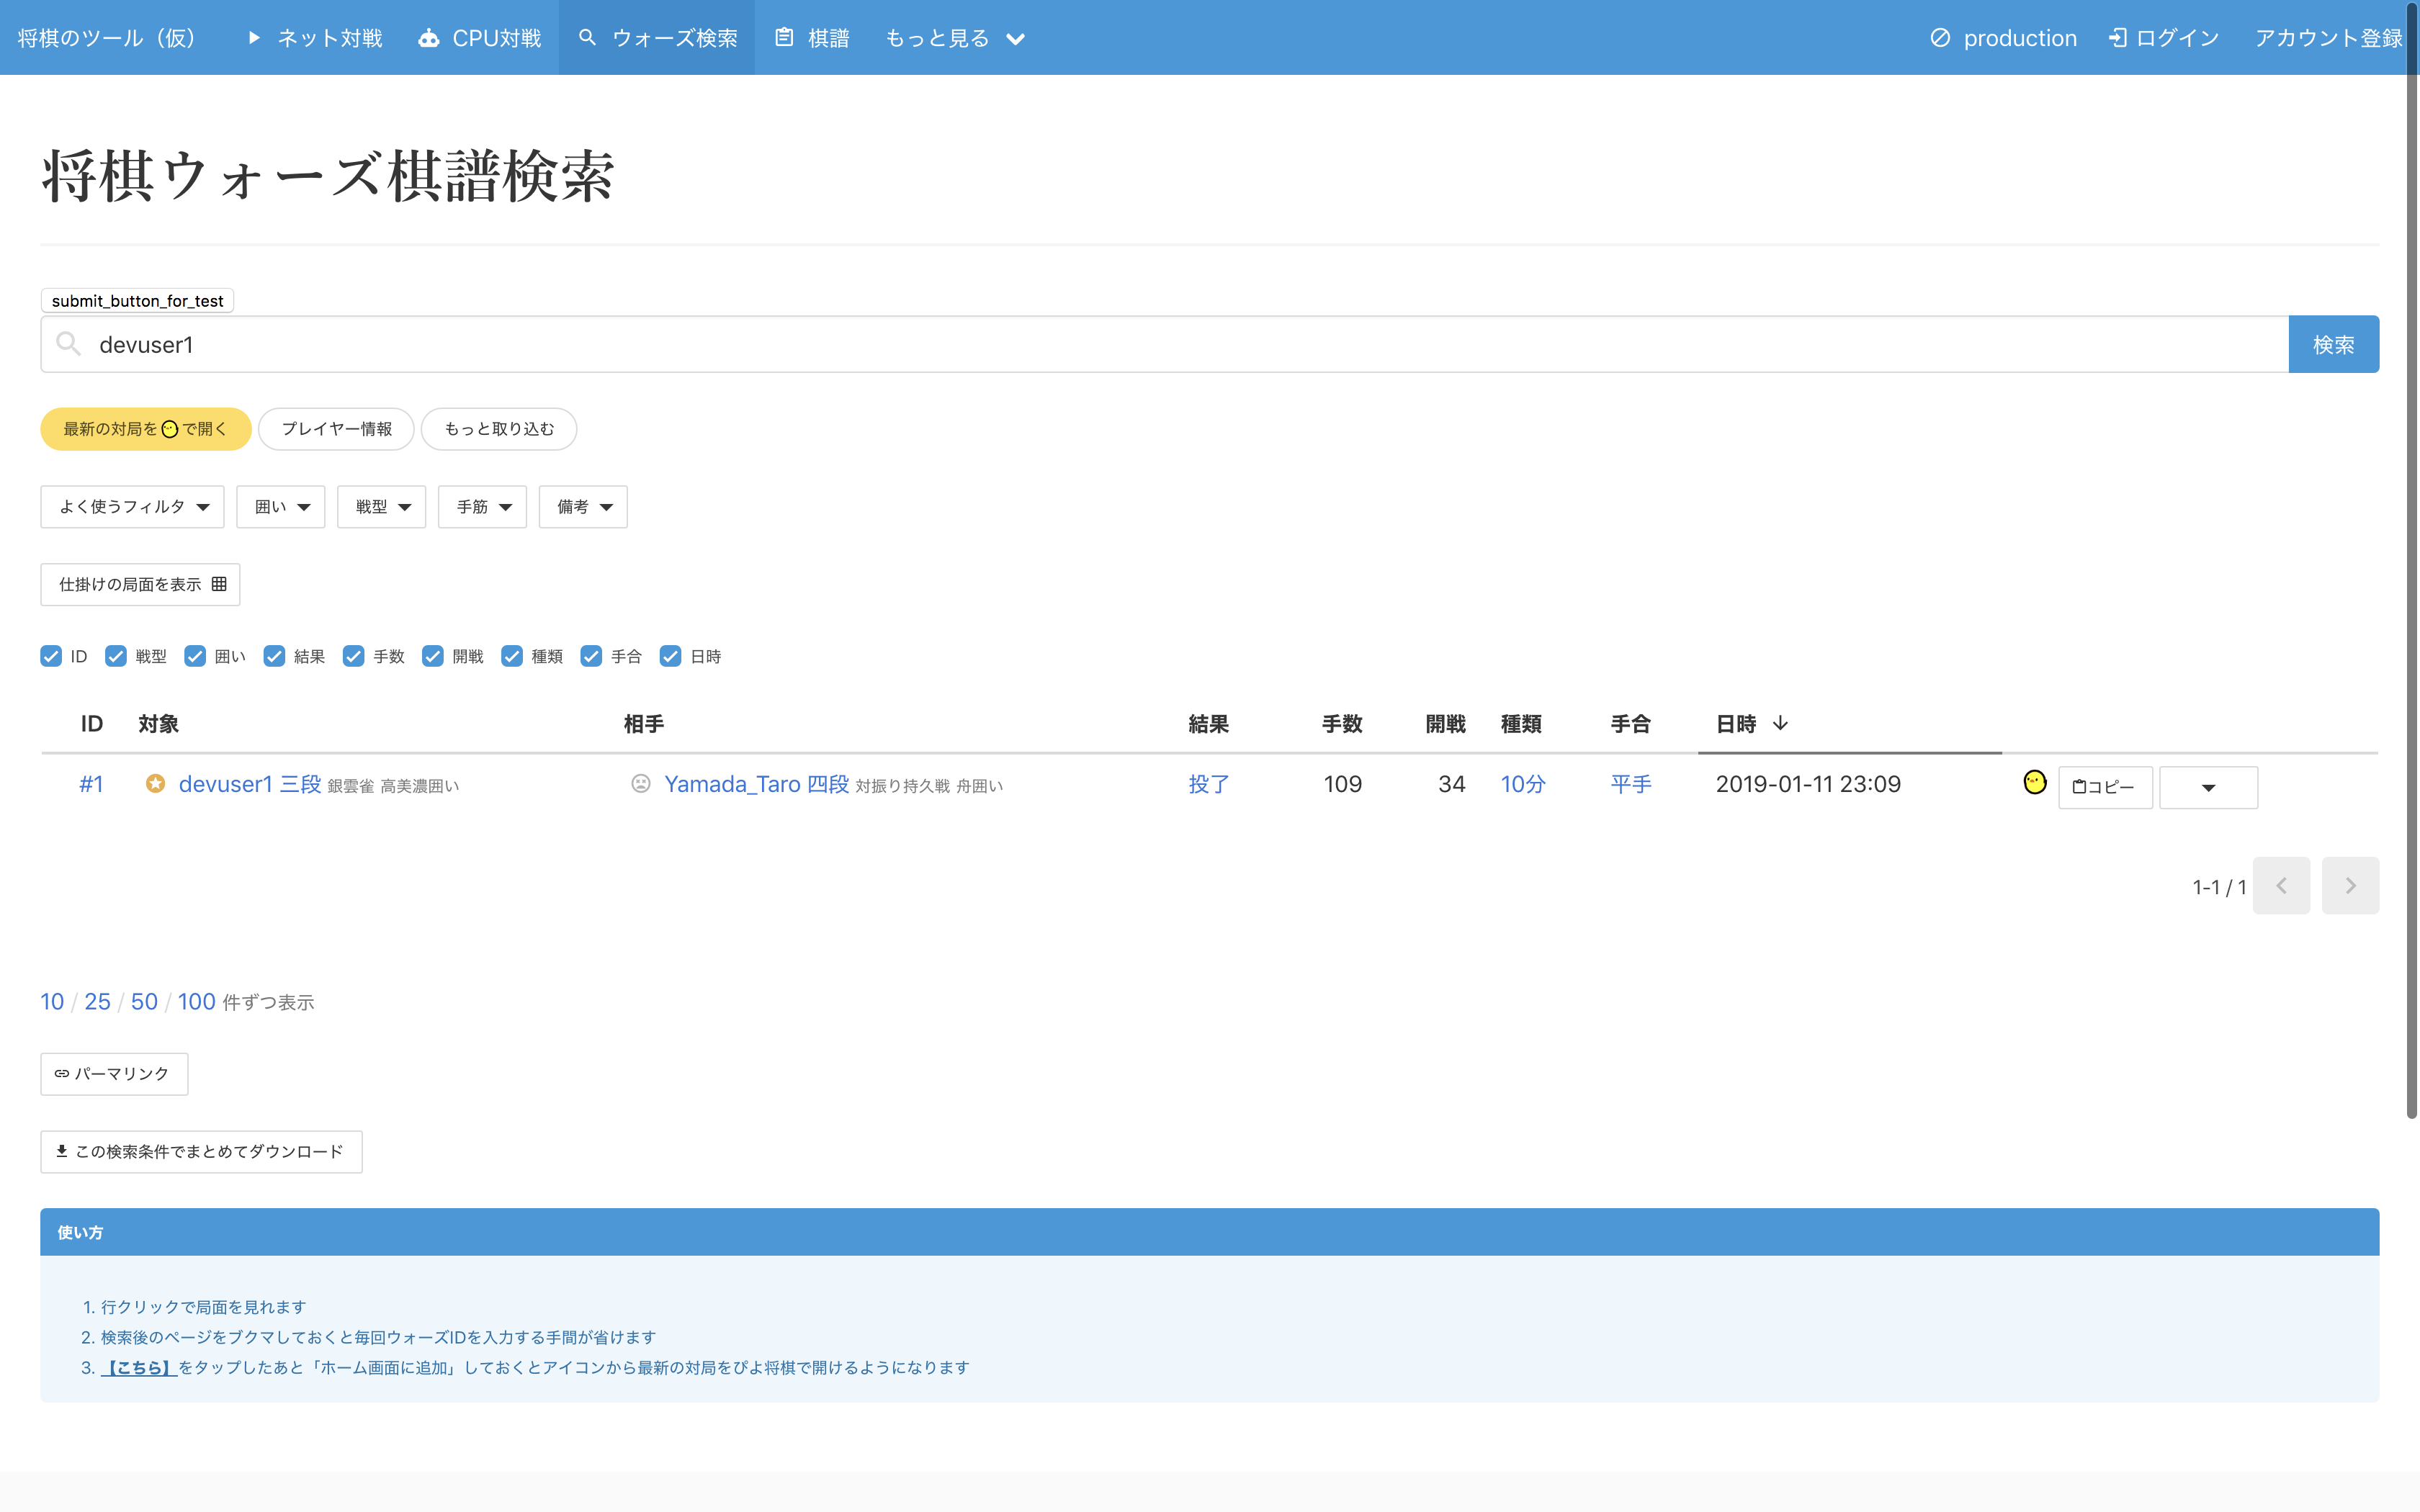 将棋のツール（仮） ネット対戦 CPU対戦 ウォーズ検索 棋譜 もっと見る production ログイン アカウント登録
将棋ウォーズ棋譜検索
submit_button_for_test
devuser1 検索
最新の対局をで開く プレイヤー情報 もっと取り込む
よく使うフィルタ 囲い 戦型 手筋 備考
仕掛けの局面を表示
ID 戦型 囲い 結果 手数 開戦 種類 手合 日時
ID 対象 相手 結果 手数 開戦 種類 手合 日時
#1 devuser1 三段 銀雲雀 高美濃囲い Yamada_Taro 四段 対振り持久戦 舟囲い 投了 109 34 10分 平手 2019-01-11 23:09 コピー
1-1 / 1
10 / 25 / 50 / 100 件ずつ表示
パーマリンク
この検索条件でまとめてダウンロード
使い方
1. 行クリックで局面を見れます
2. 検索後のページをブクマしておくと毎回ウォーズIDを入力する手間が省けます
3. 【こちら】をタップしたあと「ホーム画面に追加」しておくとアイコンから最新の対局をぴよ将棋で開けるようになります